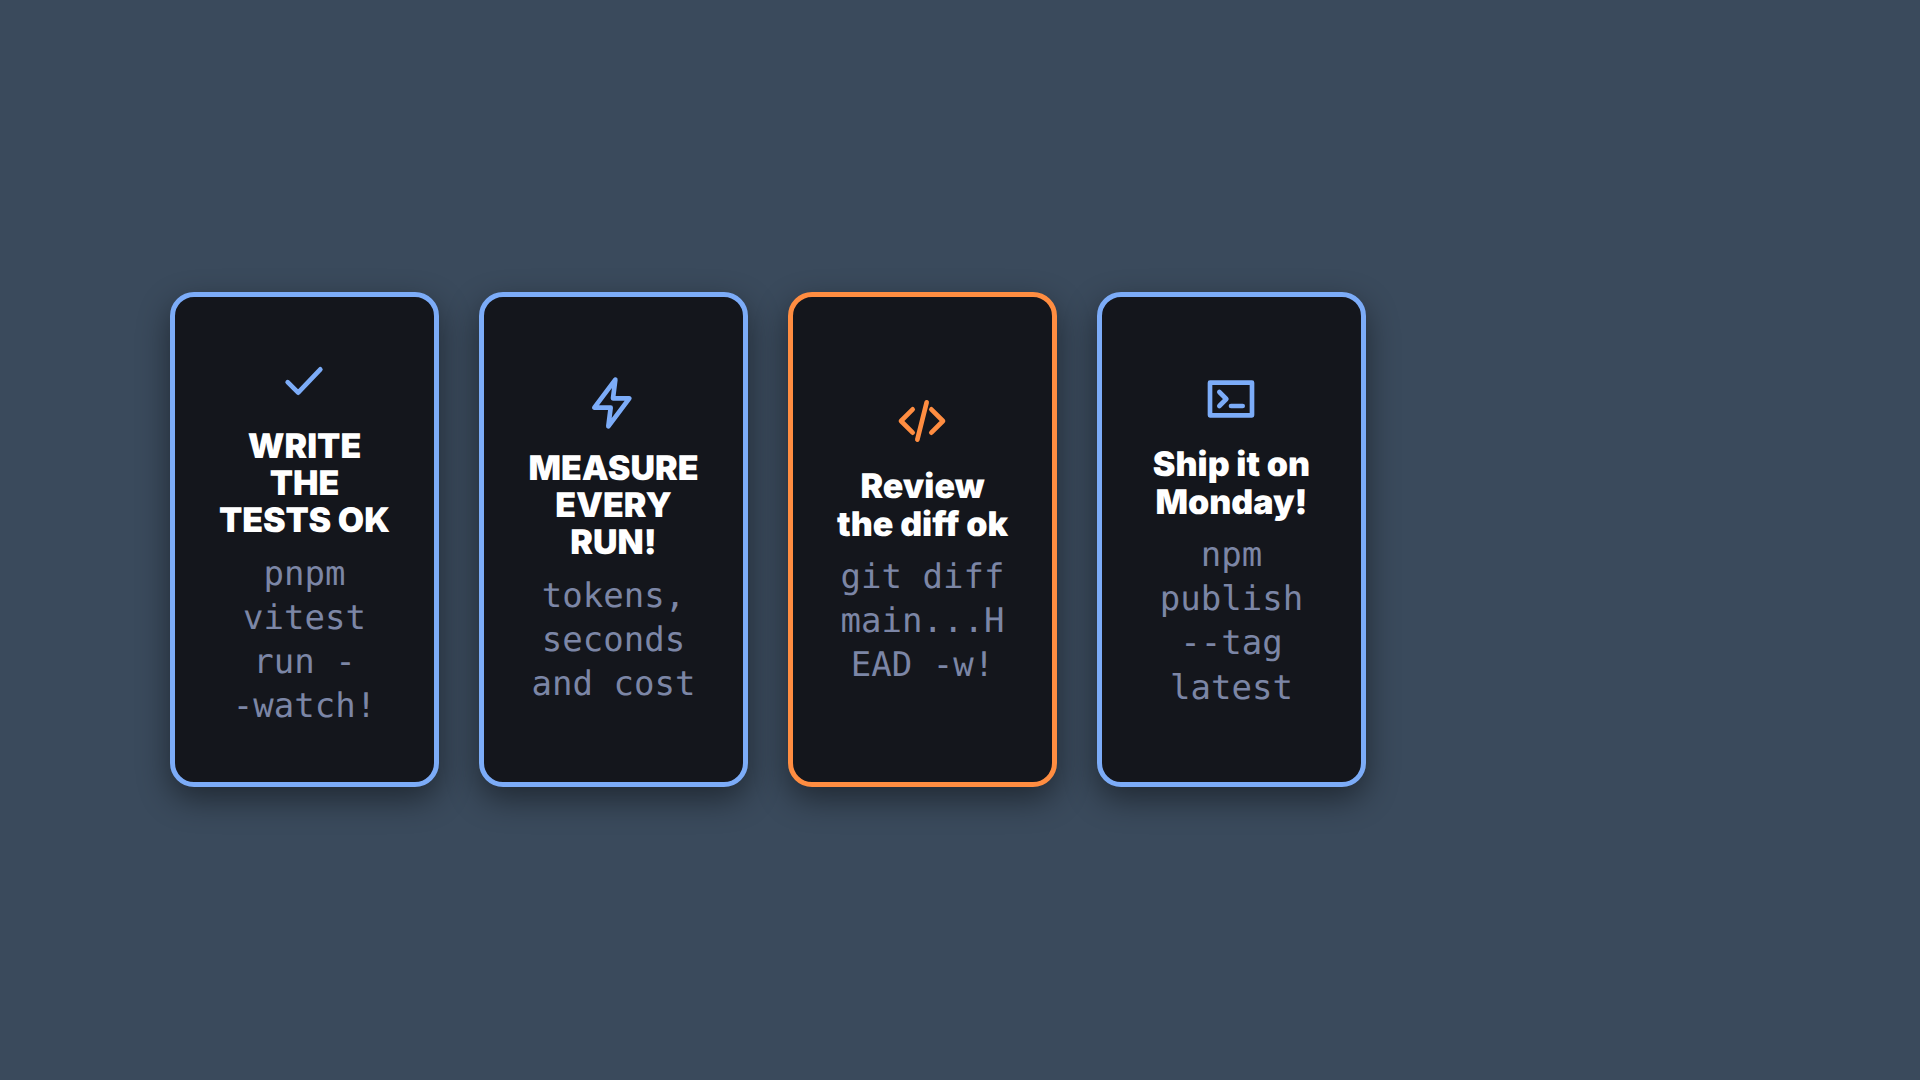 WRITE
THE
TESTS OK
pnpm
vitest
run -
-watch!
MEASURE
EVERY
RUN!
tokens,
seconds
and cost
Review
the diff ok
git diff
main...H
EAD -w!
Ship it on
Monday!
npm
publish
--tag
latest